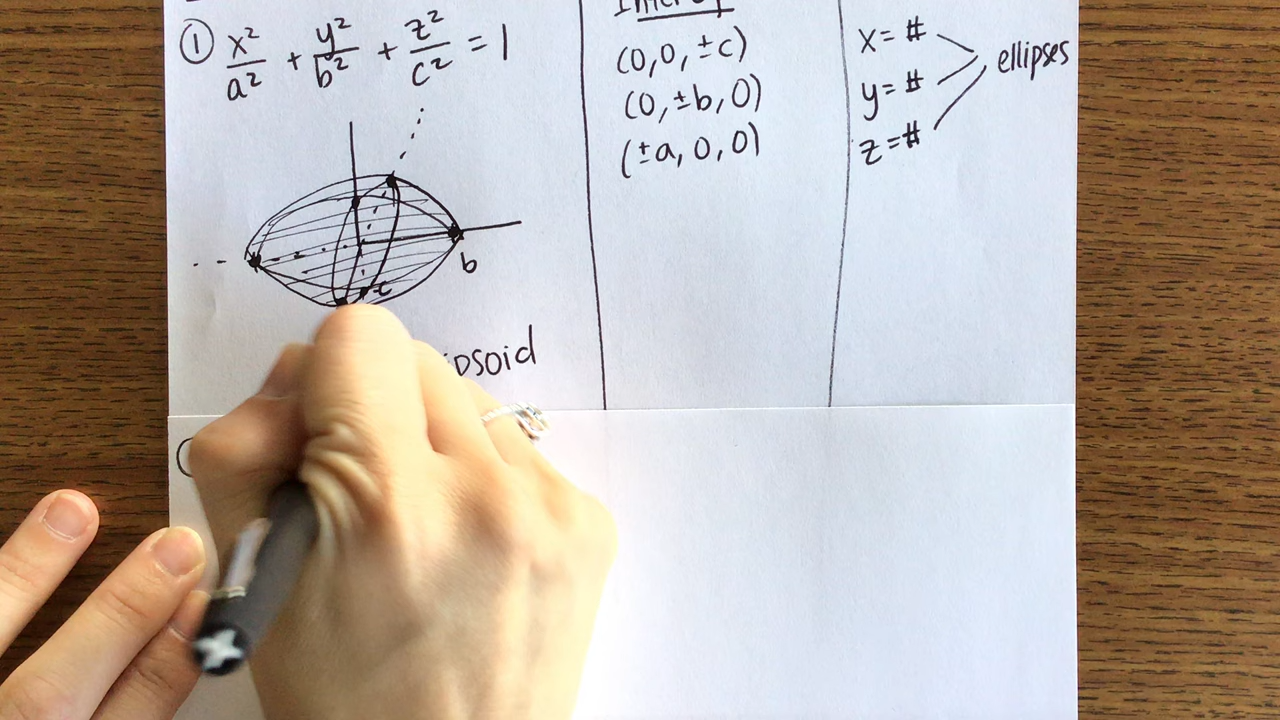 ① x²/a² + y²/b² + z²/c² = 1
b
c
(0,0,±c)
(0,±b,0)
(±a,0,0)
x=#
y=#
z=#
ellipses